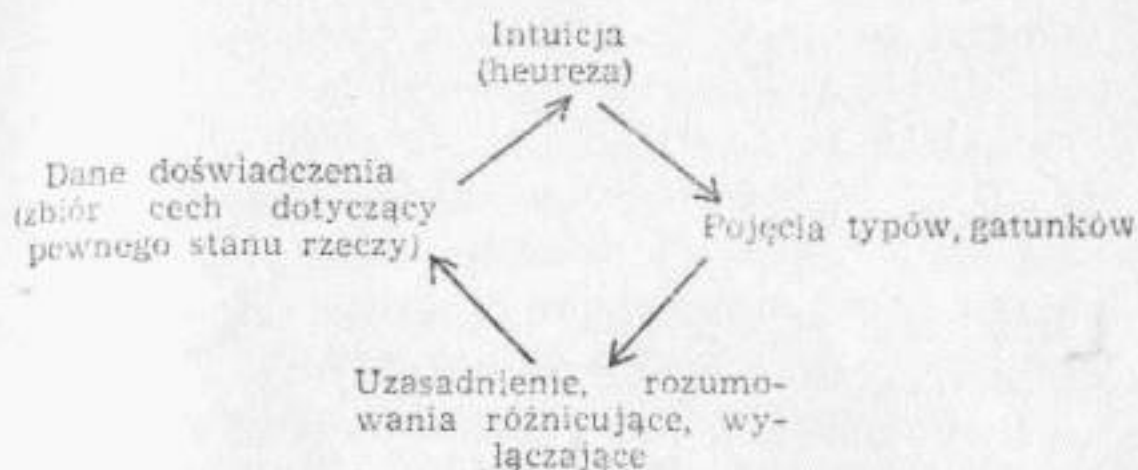 Intuicja
(heureza)
Dane doświadczenia
(zbiór cech dotyczący
pewnego stanu rzeczy)
Pojęcia typów, gatunków
Uzasadnienie, rozumo-
wania różnicujące, wy-
łączające